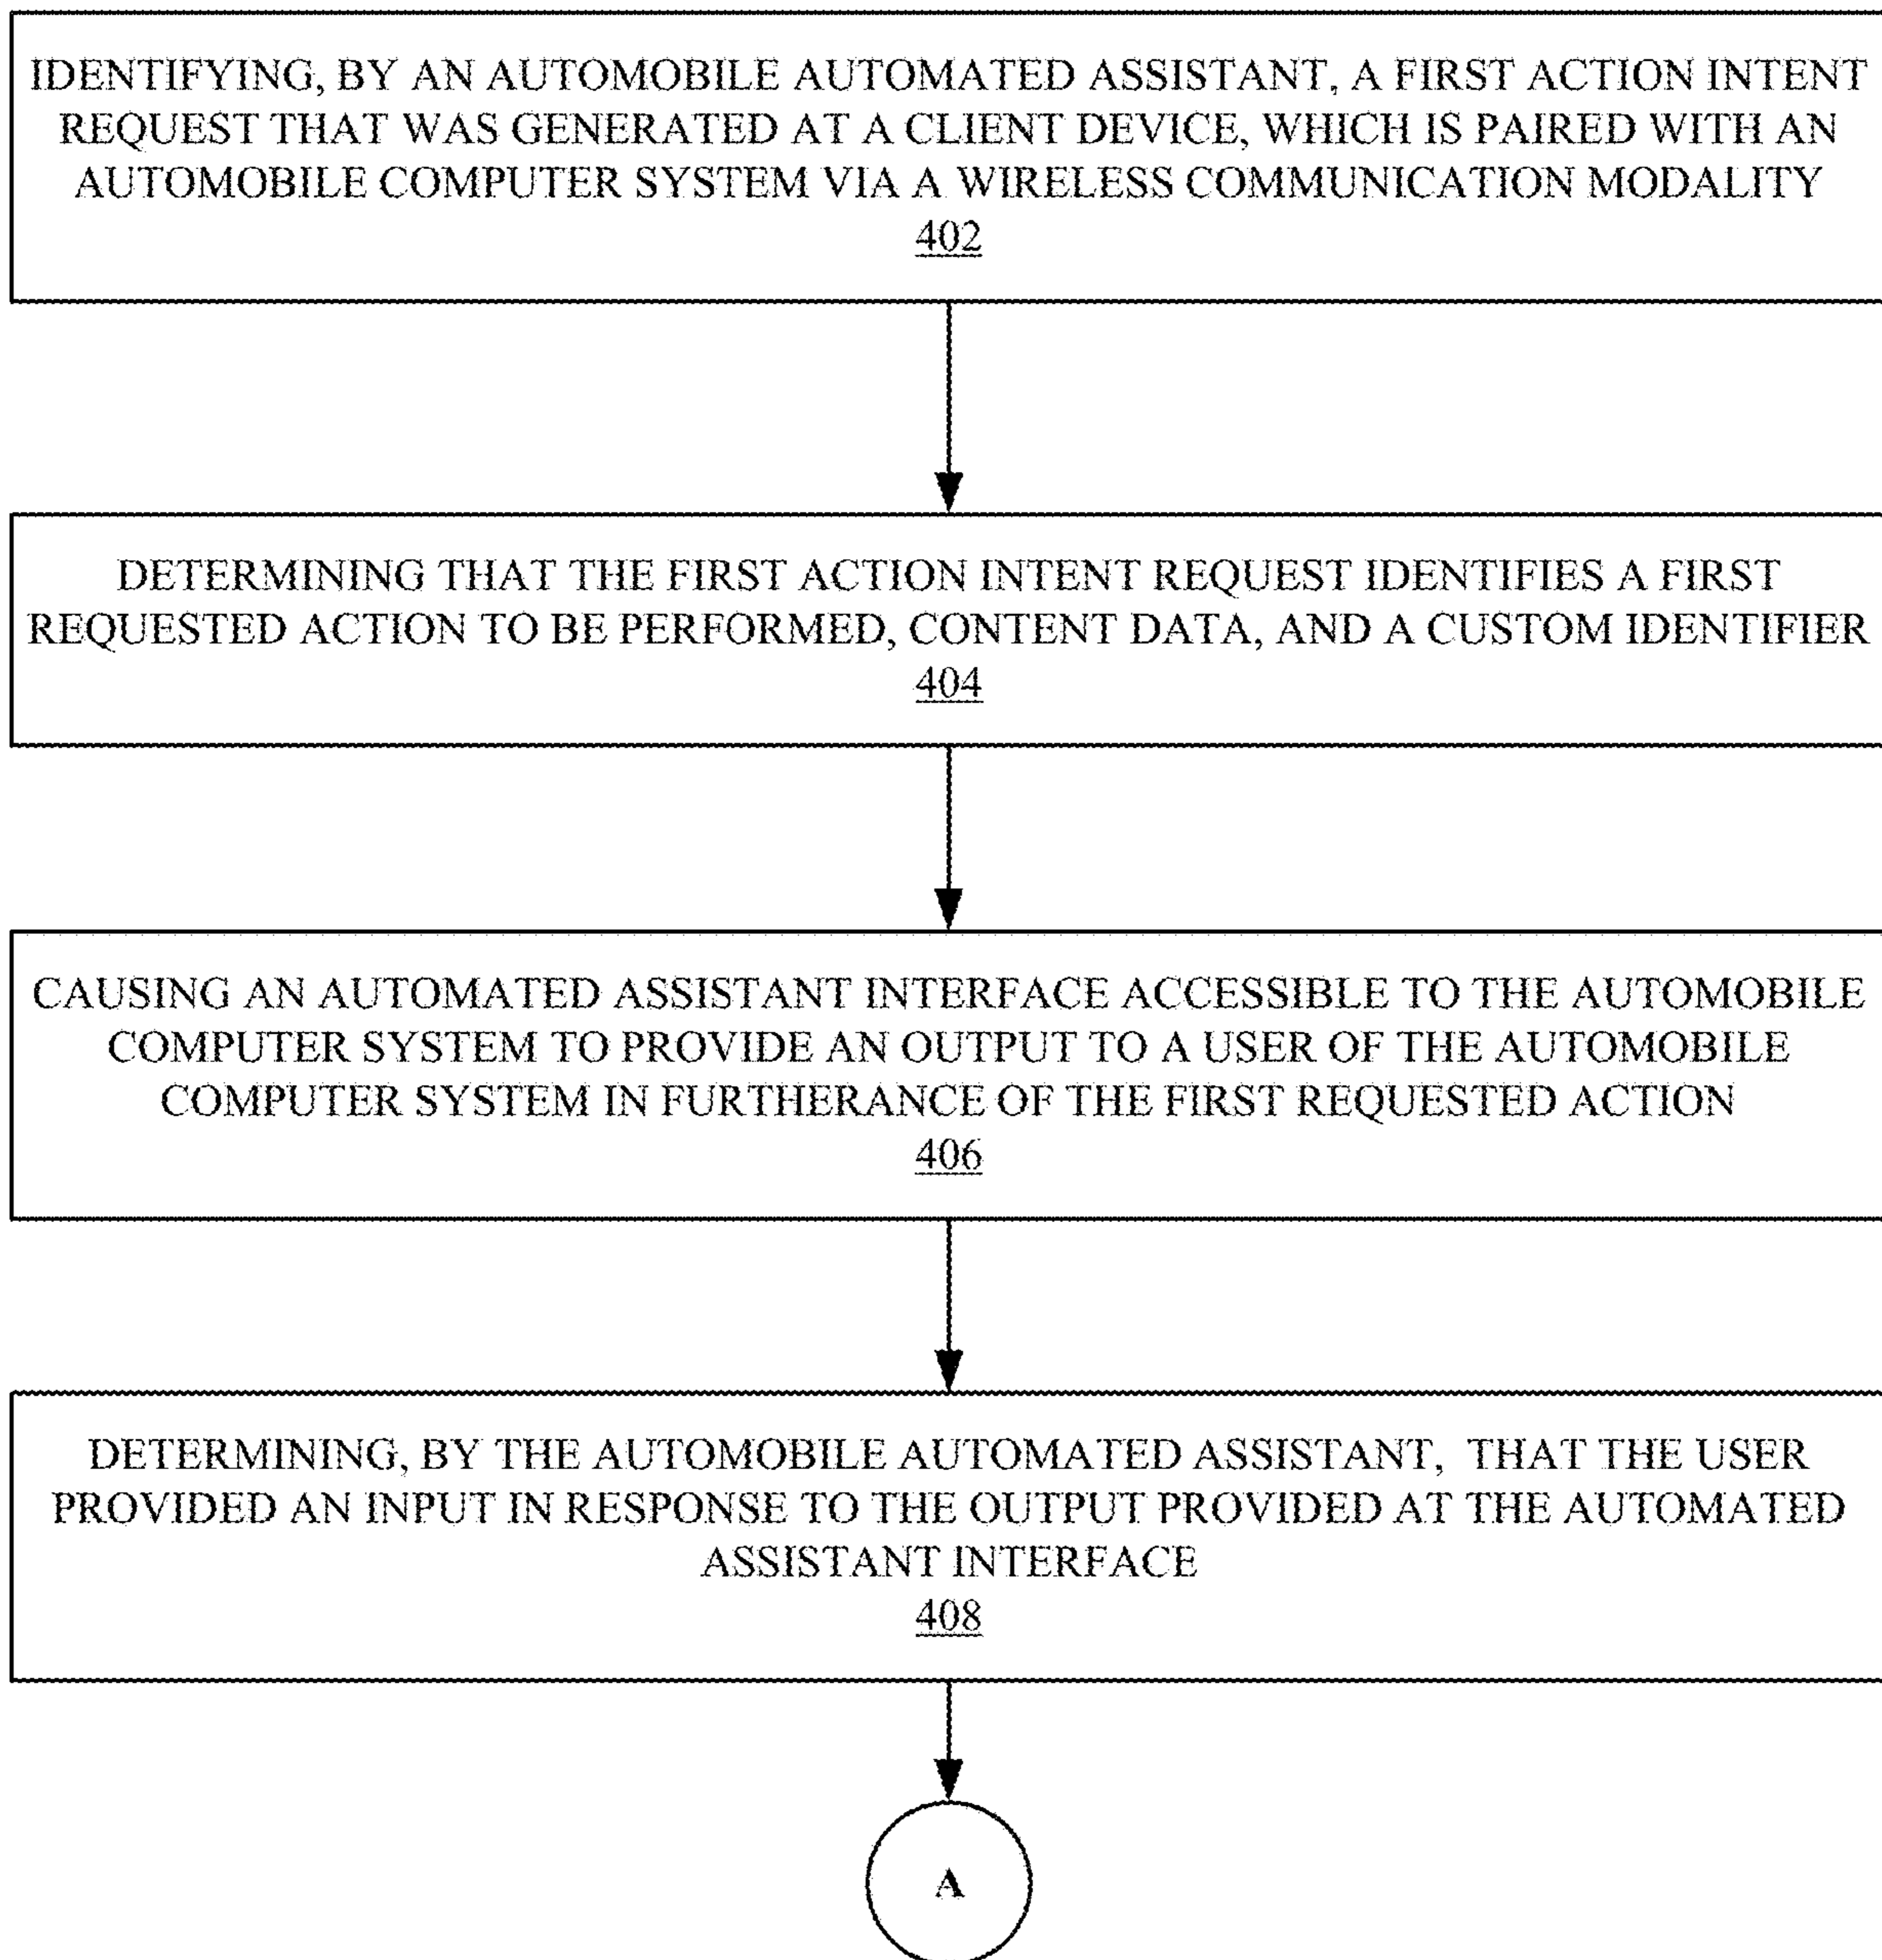 IDENTIFYING, BY AN AUTOMOBILE AUTOMATED ASSISTANT, A FIRST ACTION INTENT
REQUEST THAT WAS GENERATED AT A CLIENT DEVICE, WHICH IS PAIRED WITH AN
AUTOMOBILE COMPUTER SYSTEM VIA A WIRELESS COMMUNICATION MODALITY
402
DETERMINING THAT THE FIRST ACTION INTENT REQUEST IDENTIFIES A FIRST
REQUESTED ACTION TO BE PERFORMED, CONTENT DATA, AND A CUSTOM IDENTIFIER
404
CAUSING AN AUTOMATED ASSISTANT INTERFACE ACCESSIBLE TO THE AUTOMOBILE
COMPUTER SYSTEM TO PROVIDE AN OUTPUT TO A USER OF THE AUTOMOBILE
COMPUTER SYSTEM IN FURTHERANCE OF THE FIRST REQUESTED ACTION
406
DETERMINING, BY THE AUTOMOBILE AUTOMATED ASSISTANT, THAT THE USER
PROVIDED AN INPUT IN RESPONSE TO THE OUTPUT PROVIDED AT THE AUTOMATED
ASSISTANT INTERFACE
408
A